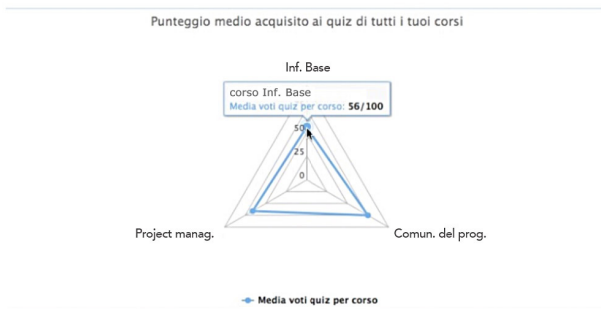 Punteggio medio acquisito ai quiz di tutti i tuoi corsi
Inf. Base
corso Inf. Base
Media voti quiz per corso: 56/100
50
25
0
Project manag.
Comun. del prog.
Media voti quiz per corso